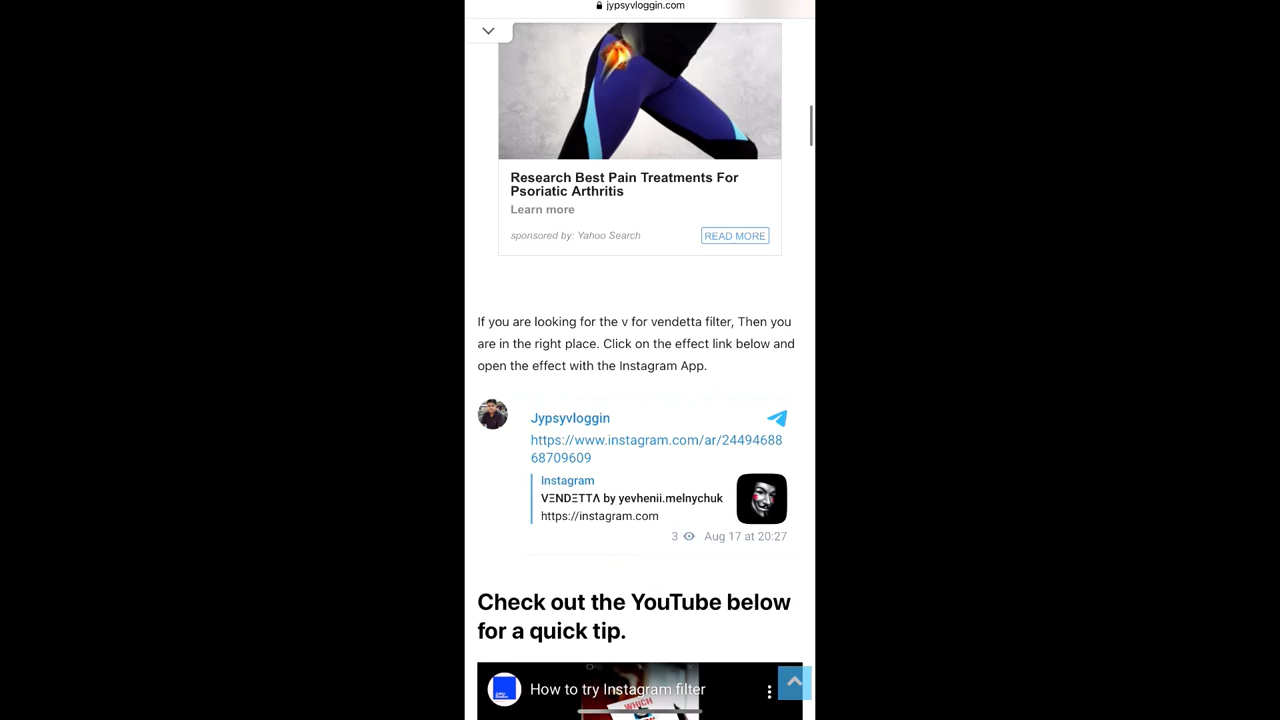 jypsyvloggin.com
Research Best Pain Treatments For
Psoriatic Arthritis
Learn more
sponsored by: Yahoo Search
READ MORE
If you are looking for the v for vendetta filter, Then you
are in the right place. Click on the effect link below and
open the effect with the Instagram App.
Jypsyvloggin
https://www.instagram.com/ar/24494688
68709609
Instagram
VΞNDΞTTΛ by yevhenii.melnychuk
https://instagram.com
3 Aug 17 at 20:27
Check out the YouTube below
for a quick tip.
How to try Instagram filter
WHICH